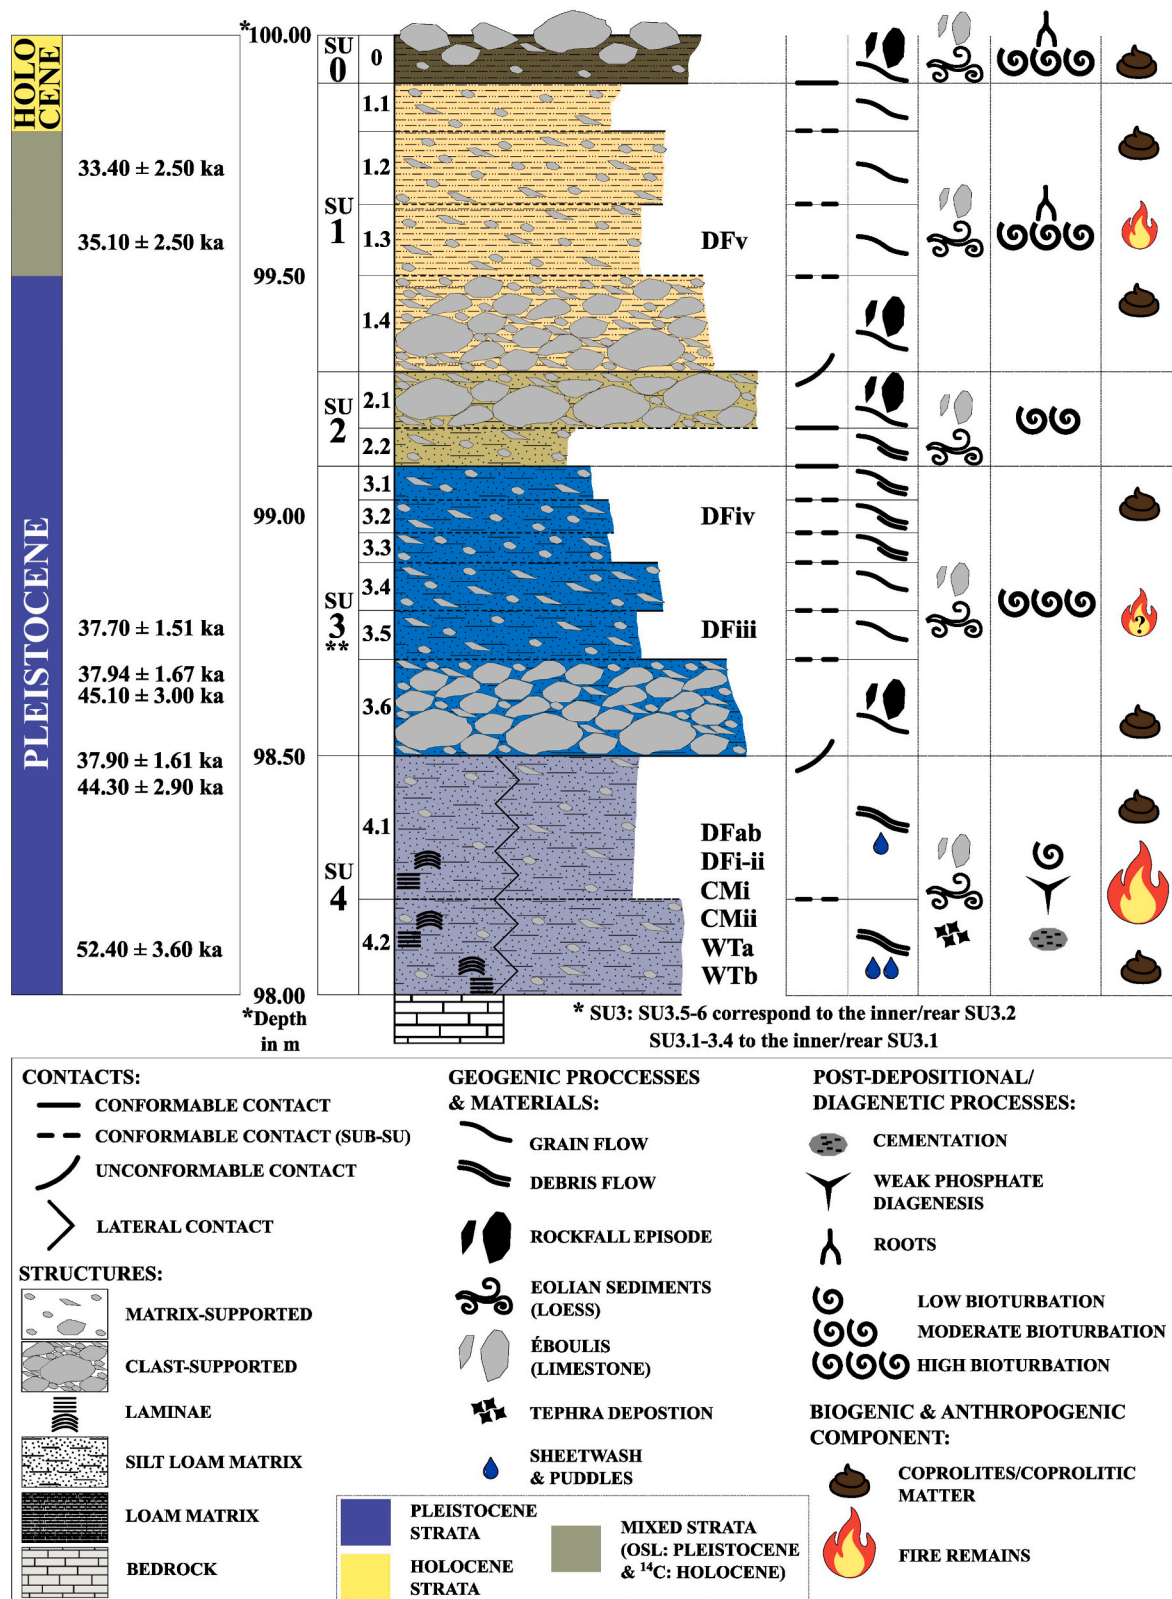 *100.00
HOLO
CENE
SU
0
0
1.1
33.40 ± 2.50 ka
1.2
SU
1
35.10 ± 2.50 ka
1.3
DFv
99.50
1.4
SU
2
2.1
2.2
3.1
99.00
3.2
DFiv
3.3
3.4
PLEISTOCENE
SU
3
**
37.70 ± 1.51 ka
3.5
DFiii
?
37.94 ± 1.67 ka
45.10 ± 3.00 ka
3.6
37.90 ± 1.61 ka
98.50
44.30 ± 2.90 ka
4.1
DFab
DFi-ii
SU
4
CMi
CMii
52.40 ± 3.60 ka
4.2
WTa
WTb
98.00
*Depth
in m
* SU3: SU3.5-6 correspond to the inner/rear SU3.2
SU3.1-3.4 to the inner/rear SU3.1
CONTACTS:
CONFORMABLE CONTACT
CONFORMABLE CONTACT (SUB-SU)
UNCONFORMABLE CONTACT
LATERAL CONTACT
STRUCTURES:
MATRIX-SUPPORTED
CLAST-SUPPORTED
LAMINAE
SILT LOAM MATRIX
LOAM MATRIX
BEDROCK
GEOGENIC PROCCESSES
& MATERIALS:
GRAIN FLOW
DEBRIS FLOW
ROCKFALL EPISODE
EOLIAN SEDIMENTS
(LOESS)
ÉBOULIS
(LIMESTONE)
TEPHRA DEPOSTION
SHEETWASH
& PUDDLES
PLEISTOCENE
STRATA
HOLOCENE
STRATA
MIXED STRATA
(OSL: PLEISTOCENE
& 14C: HOLOCENE)
POST-DEPOSITIONAL/
DIAGENETIC PROCESSES:
CEMENTATION
WEAK PHOSPHATE
DIAGENESIS
ROOTS
LOW BIOTURBATION
MODERATE BIOTURBATION
HIGH BIOTURBATION
BIOGENIC & ANTHROPOGENIC
COMPONENT:
COPROLITES/COPROLITIC
MATTER
FIRE REMAINS